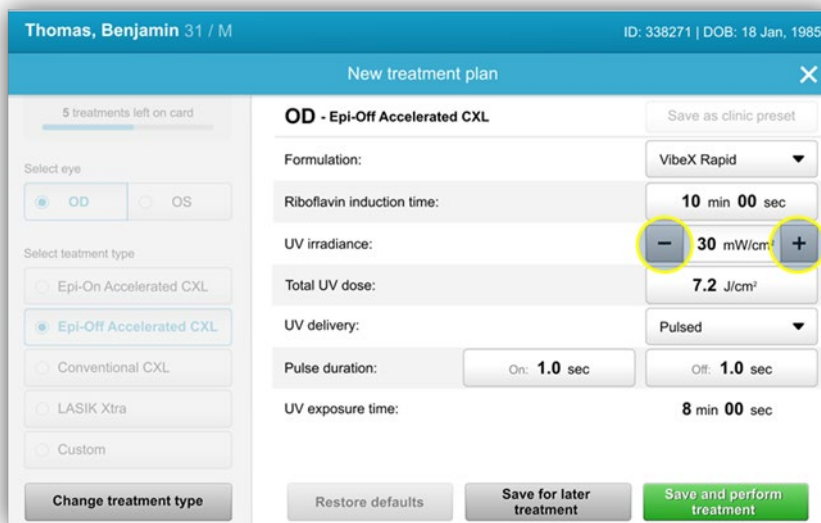 Thomas, Benjamin 31 / M
ID: 338271 | DOB: 18 Jan, 1985
New treatment plan
5 treatments left on card
Select eye
OD
OS
Select teatment type
Epi-On Accelerated CXL
Epi-Off Accelerated CXL
Conventional CXL
LASIK Xtra
Custom
Change treatment type
OD - Epi-Off Accelerated CXL
Save as clinic preset
Formulation: VibeX Rapid
Riboflavin induction time: 10 min 00 sec
UV irradiance: − 30 mW/cm² +
Total UV dose: 7.2 J/cm²
UV delivery: Pulsed
Pulse duration: On: 1.0 sec Off: 1.0 sec
UV exposure time: 8 min 00 sec
Restore defaults
Save for later
treatment
Save and perform
treatment